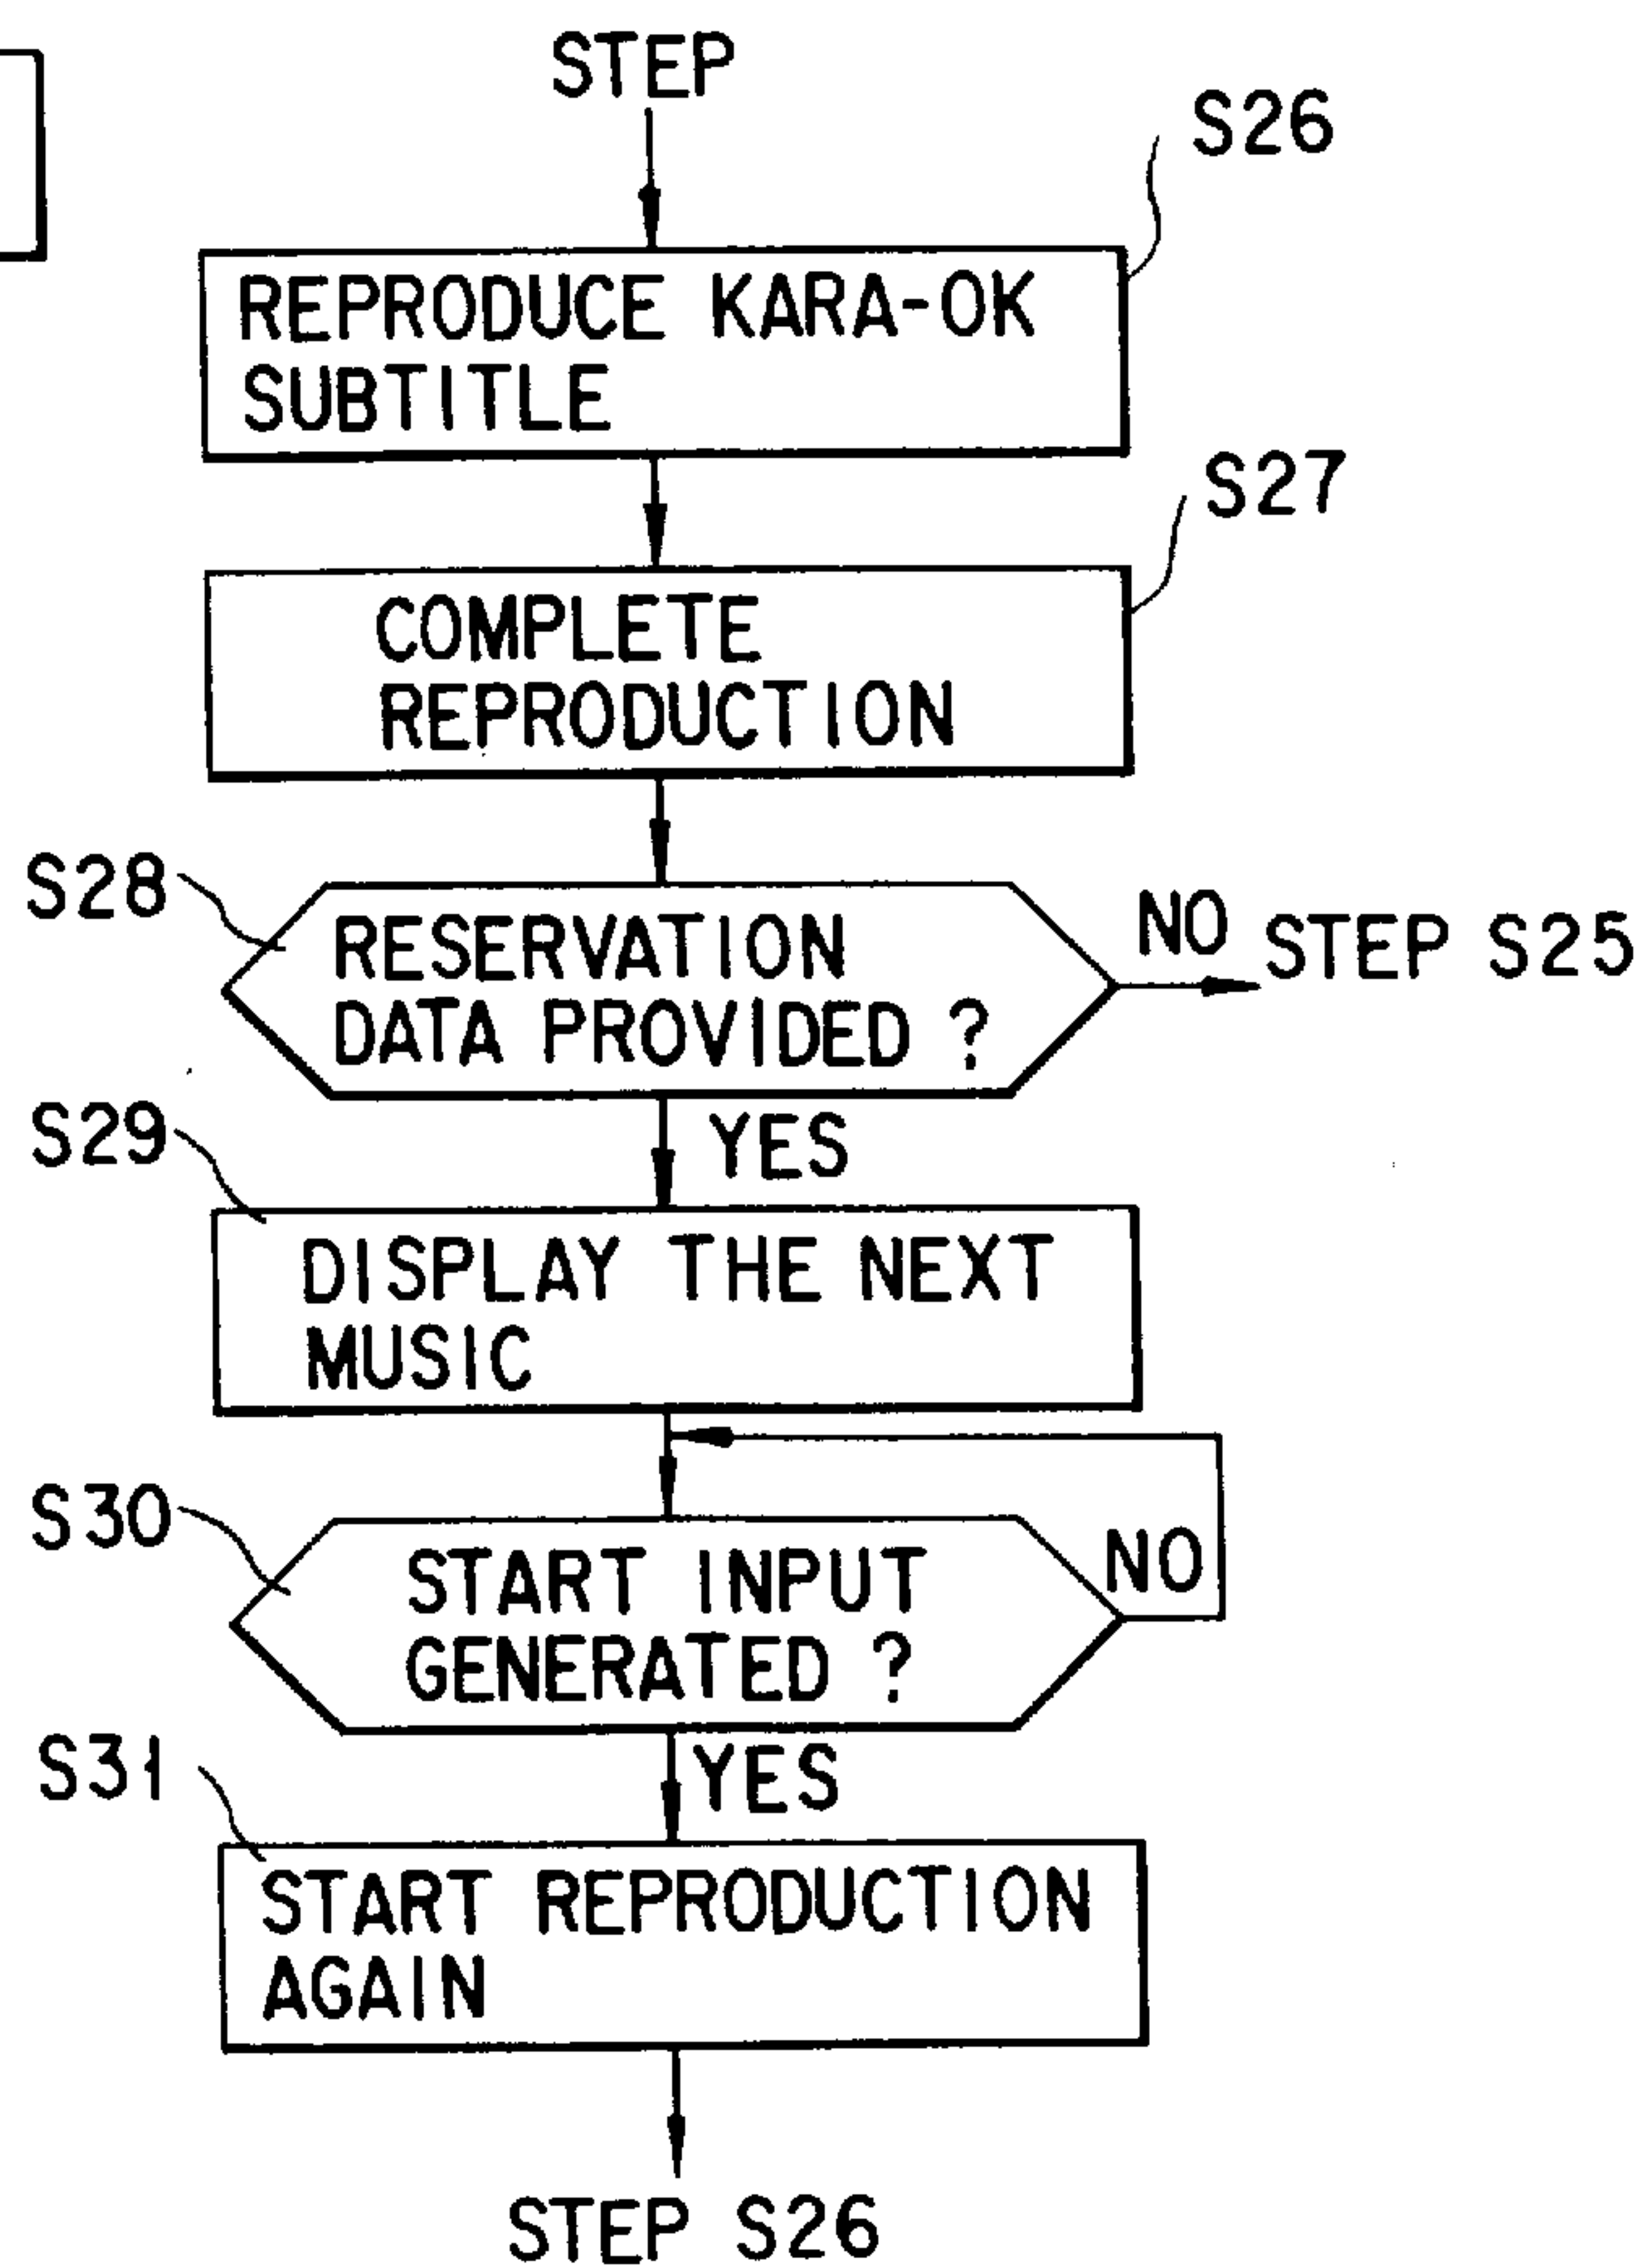 STEP
S26
REPRODUCE KARA-OK
SUBTITLE
S27
COMPLETE
REPRODUCTION
S28
RESERVATION
DATA PROVIDED ?
NO
STEP S25
YES
S29
DISPLAY THE NEXT
MUSIC
S30
START INPUT
GENERATED ?
NO
YES
S31
START REPRODUCTION
AGAIN
STEP S26